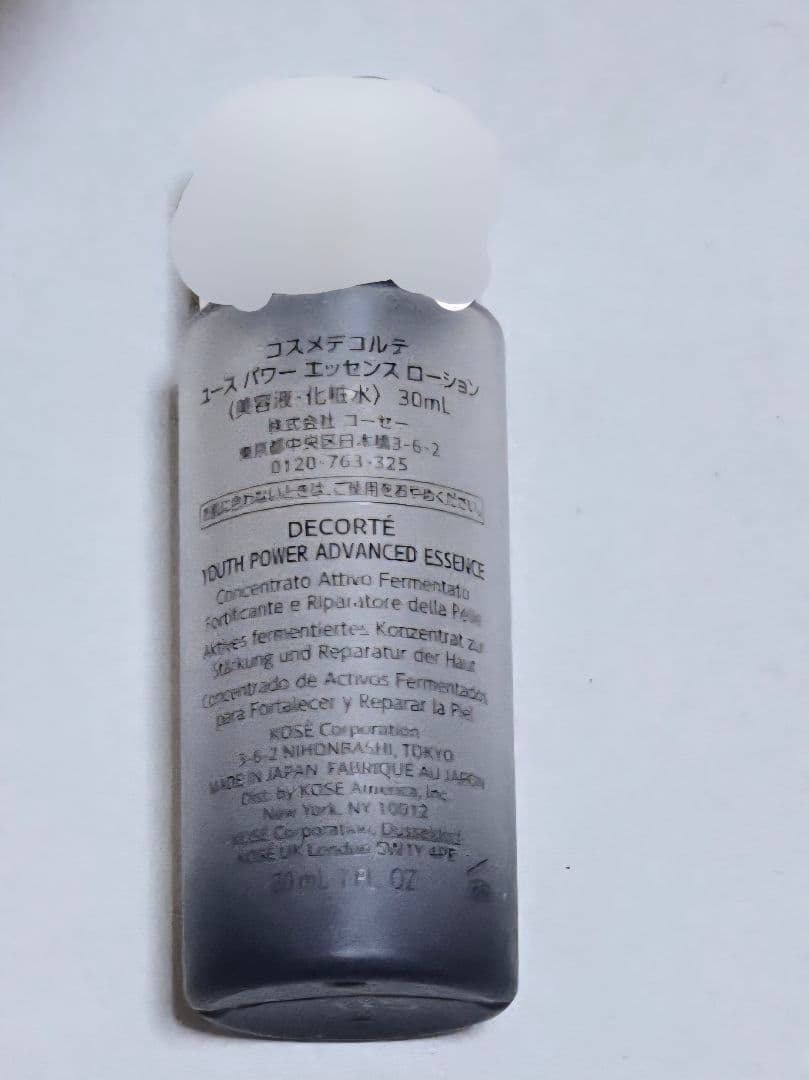 コスメデコルテ
ユース パワー エッセンス ローション
〈美容液・化粧水〉 30mL
株式会社 コーセー
東京都中央区日本橋3-6-2
0120-763-325
に合わないときは、ご使用をおやめください。
DECORTÉ
YOUTH POWER ADVANCED ESSENCE
Concentrato Attivo Fermentato
Fortificante e Riparatore della Pelle
Aktives fermentiertes Konzentrat zur
Stärkung und Reparatur der Haut
Concentrado de Activos Fermentados
para Fortalecer y Reparar la Piel
KOSÉ Corporation
3-6-2 NIHONBASHI, TOKYO
MADE IN JAPAN FABRIQUE AU JAPON
Dist. by KOSÉ America, Inc.
New York, NY 10012
KOSÉ Corporation, Dusseldorf
KOSÉ UK London SW1Y 4PE
30mL 1 FL. OZ